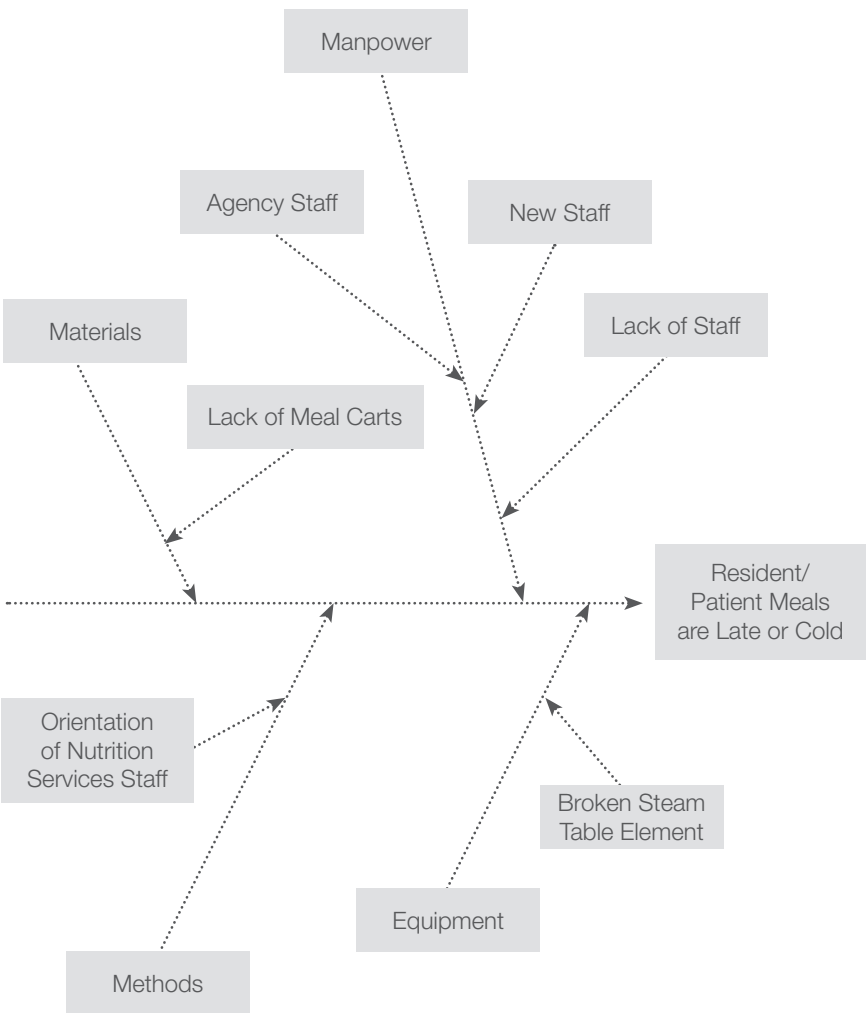 Manpower
Agency Staff
New Staff
Materials
Lack of Staff
Lack of Meal Carts
Resident/
Patient Meals
are Late or Cold
Orientation
of Nutrition
Services Staff
Broken Steam
Table Element
Equipment
Methods